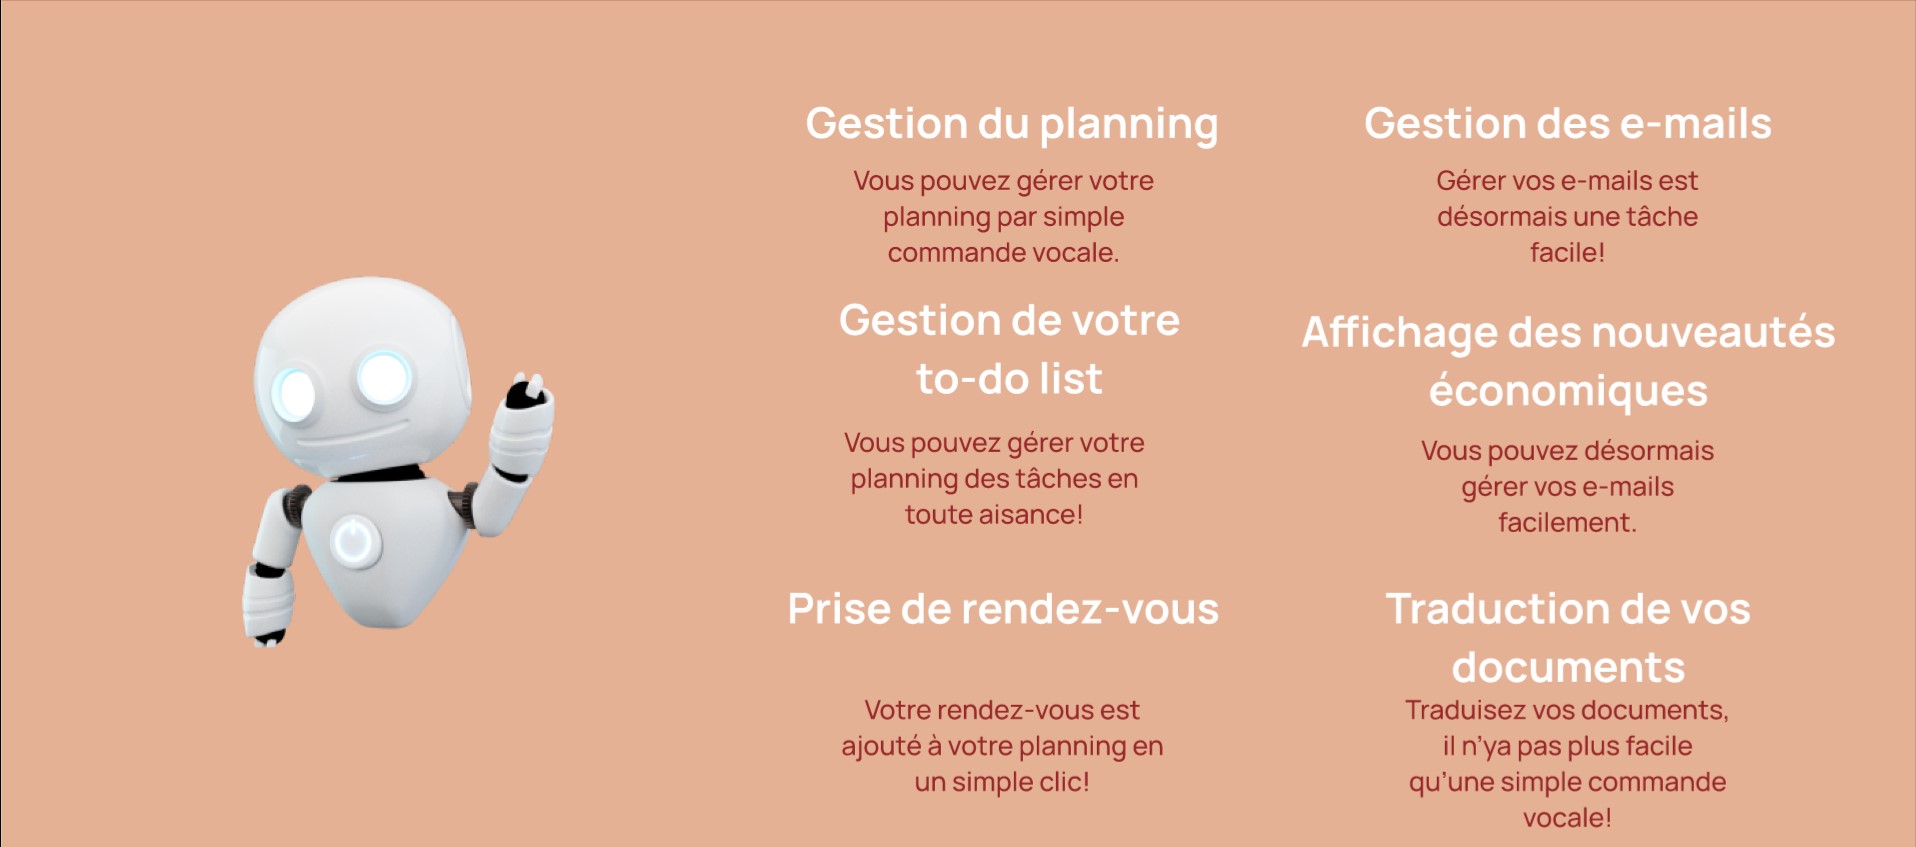 Gestion du planning
Vous pouvez gérer votre
planning par simple
commande vocale.
Gestion des e-mails
Gérer vos e-mails est
désormais une tâche
facile!
Gestion de votre
to-do list
Vous pouvez gérer votre
planning des tâches en
toute aisance!
Affichage des nouveautés
économiques
Vous pouvez désormais
gérer vos e-mails
facilement.
Prise de rendez-vous
Votre rendez-vous est
ajouté à votre planning en
un simple clic!
Traduction de vos
documents
Traduisez vos documents,
il n'ya pas plus facile
qu'une simple commande
vocale!